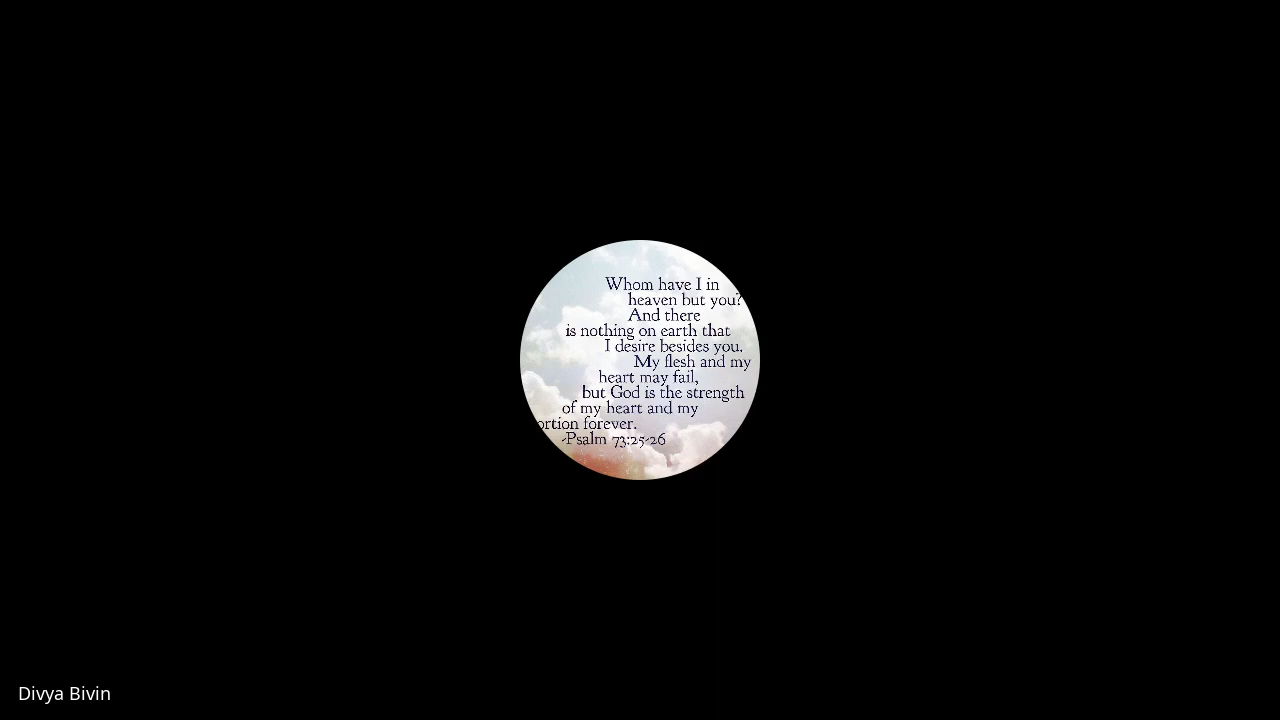 Whom have I in
heaven but you?
And there
is nothing on earth that
I desire besides you.
My flesh and my
heart may fail,
but God is the strength
of my heart and my
ortion forever.
-Psalm 73:25-26
Divya Bivin